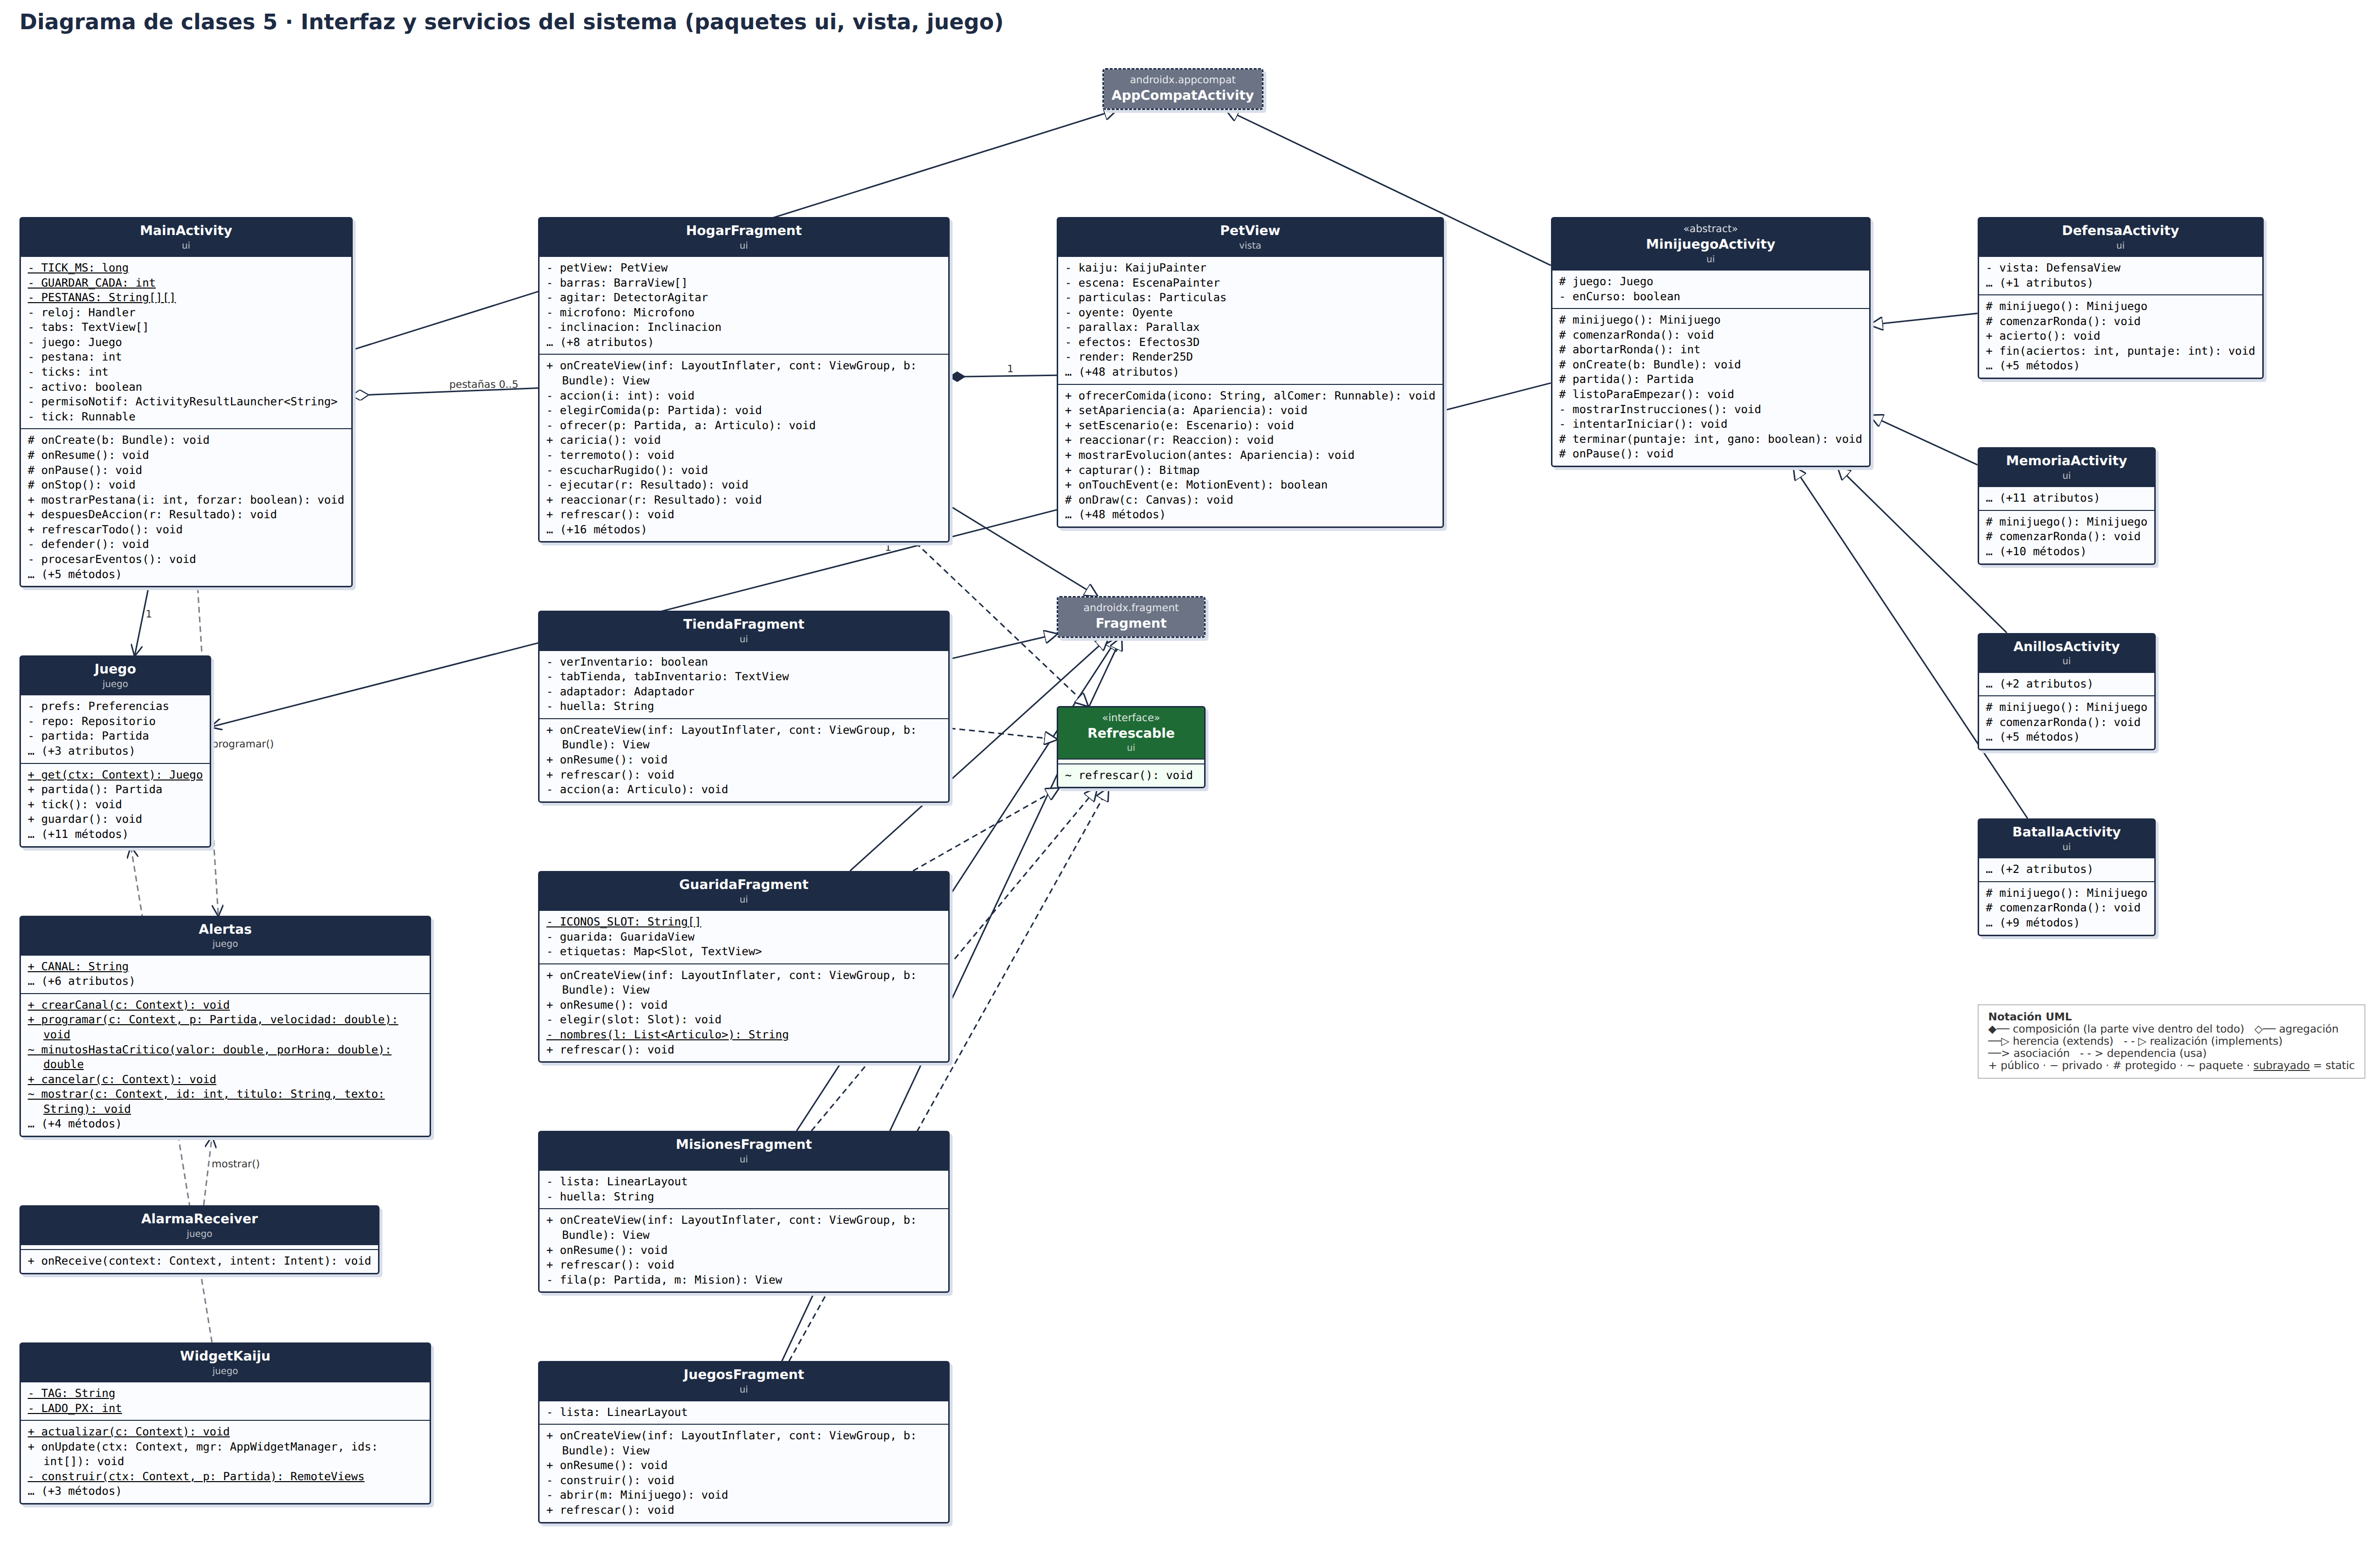 Diagrama de clases 5 · Interfaz y servicios del sistema (paquetes ui, vista, juego)
androidx.appcompat
AppCompatActivity
MainActivity
ui
- TICK_MS: long
- GUARDAR_CADA: int
- PESTANAS: String[][]
- reloj: Handler
- tabs: TextView[]
- juego: Juego
- pestana: int
- ticks: int
- activo: boolean
- permisoNotif: ActivityResultLauncher<String>
- tick: Runnable
# onCreate(b: Bundle): void
# onResume(): void
# onPause(): void
# onStop(): void
+ mostrarPestana(i: int, forzar: boolean): void
+ despuesDeAccion(r: Resultado): void
+ refrescarTodo(): void
- defender(): void
- procesarEventos(): void
… (+5 métodos)
pestañas 0..5
HogarFragment
ui
- petView: PetView
- barras: BarraView[]
- agitar: DetectorAgitar
- microfono: Microfono
- inclinacion: Inclinacion
… (+8 atributos)
+ onCreateView(inf: LayoutInflater, cont: ViewGroup, b:
Bundle): View
- accion(i: int): void
- elegirComida(p: Partida): void
- ofrecer(p: Partida, a: Articulo): void
+ caricia(): void
- terremoto(): void
- escucharRugido(): void
- ejecutar(r: Resultado): void
+ reaccionar(r: Resultado): void
+ refrescar(): void
… (+16 métodos)
1
PetView
vista
- kaiju: KaijuPainter
- escena: EscenaPainter
- particulas: Particulas
- oyente: Oyente
- parallax: Parallax
- efectos: Efectos3D
- render: Render25D
… (+48 atributos)
+ ofrecerComida(icono: String, alComer: Runnable): void
+ setApariencia(a: Apariencia): void
+ setEscenario(e: Escenario): void
+ reaccionar(r: Reaccion): void
+ mostrarEvolucion(antes: Apariencia): void
+ capturar(): Bitmap
+ onTouchEvent(e: MotionEvent): boolean
# onDraw(c: Canvas): void
… (+48 métodos)
«abstract»
MinijuegoActivity
ui
# juego: Juego
- enCurso: boolean
# minijuego(): Minijuego
# comenzarRonda(): void
# abortarRonda(): int
# onCreate(b: Bundle): void
# partida(): Partida
# listoParaEmpezar(): void
- mostrarInstrucciones(): void
- intentarIniciar(): void
# terminar(puntaje: int, gano: boolean): void
# onPause(): void
DefensaActivity
ui
- vista: DefensaView
… (+1 atributos)
# minijuego(): Minijuego
# comenzarRonda(): void
+ acierto(): void
+ fin(aciertos: int, puntaje: int): void
… (+5 métodos)
MemoriaActivity
ui
… (+11 atributos)
# minijuego(): Minijuego
# comenzarRonda(): void
… (+10 métodos)
1
1
androidx.fragment
Fragment
TiendaFragment
ui
- verInventario: boolean
- tabTienda, tabInventario: TextView
- adaptador: Adaptador
- huella: String
+ onCreateView(inf: LayoutInflater, cont: ViewGroup, b:
Bundle): View
+ onResume(): void
+ refrescar(): void
- accion(a: Articulo): void
AnillosActivity
ui
… (+2 atributos)
# minijuego(): Minijuego
# comenzarRonda(): void
… (+5 métodos)
Juego
juego
- prefs: Preferencias
- repo: Repositorio
- partida: Partida
… (+3 atributos)
+ get(ctx: Context): Juego
+ partida(): Partida
+ tick(): void
+ guardar(): void
… (+11 métodos)
programar()
«interface»
Refrescable
ui
~ refrescar(): void
BatallaActivity
ui
… (+2 atributos)
# minijuego(): Minijuego
# comenzarRonda(): void
… (+9 métodos)
GuaridaFragment
ui
- ICONOS_SLOT: String[]
- guarida: GuaridaView
- etiquetas: Map<Slot, TextView>
+ onCreateView(inf: LayoutInflater, cont: ViewGroup, b:
Bundle): View
+ onResume(): void
- elegir(slot: Slot): void
- nombres(l: List<Articulo>): String
+ refrescar(): void
Alertas
juego
+ CANAL: String
… (+6 atributos)
+ crearCanal(c: Context): void
+ programar(c: Context, p: Partida, velocidad: double):
void
~ minutosHastaCritico(valor: double, porHora: double):
double
+ cancelar(c: Context): void
~ mostrar(c: Context, id: int, titulo: String, texto:
String): void
… (+4 métodos)
Notación UML
◆── composición (la parte vive dentro del todo) ◇── agregación
──▷ herencia (extends) - - ▷ realización (implements)
──> asociación - - > dependencia (usa)
+ público · − privado · # protegido · ~ paquete · subrayado = static
mostrar()
MisionesFragment
ui
- lista: LinearLayout
- huella: String
+ onCreateView(inf: LayoutInflater, cont: ViewGroup, b:
Bundle): View
+ onResume(): void
+ refrescar(): void
- fila(p: Partida, m: Mision): View
AlarmaReceiver
juego
+ onReceive(context: Context, intent: Intent): void
WidgetKaiju
juego
- TAG: String
- LADO_PX: int
+ actualizar(c: Context): void
+ onUpdate(ctx: Context, mgr: AppWidgetManager, ids:
int[]): void
- construir(ctx: Context, p: Partida): RemoteViews
… (+3 métodos)
JuegosFragment
ui
- lista: LinearLayout
+ onCreateView(inf: LayoutInflater, cont: ViewGroup, b:
Bundle): View
+ onResume(): void
- construir(): void
- abrir(m: Minijuego): void
+ refrescar(): void